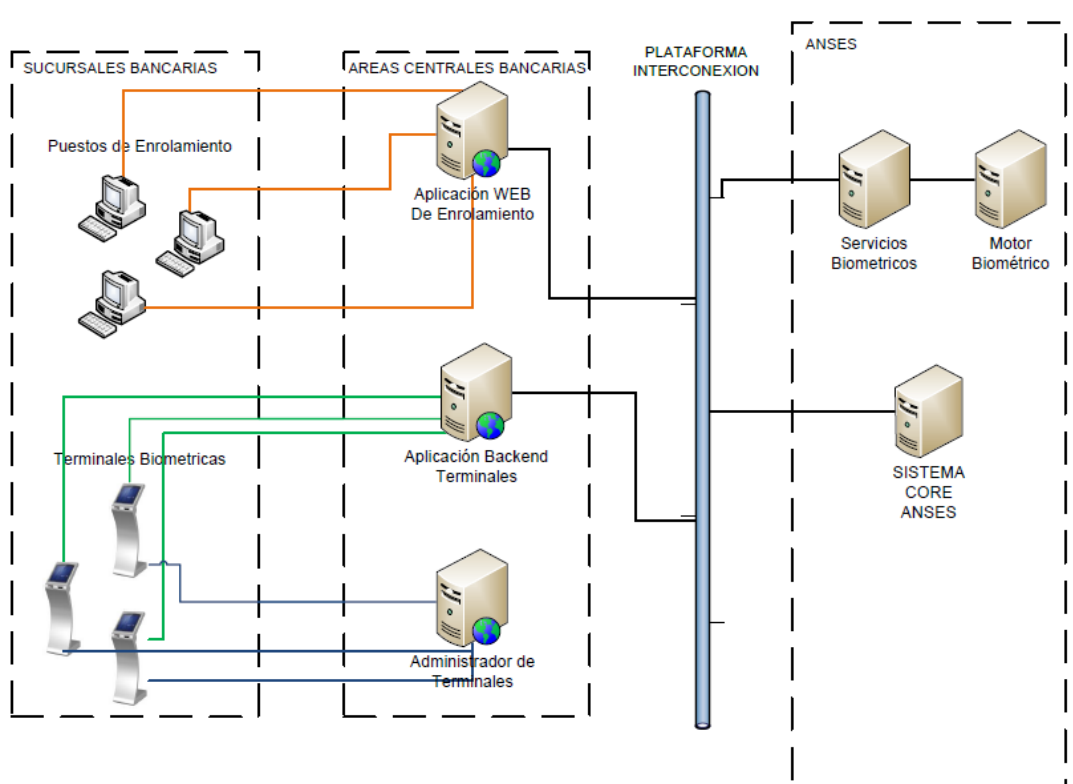 SUCURSALES BANCARIAS
Puestos de Enrolamiento
Terminales Biometricas
AREAS CENTRALES BANCARIAS
Aplicación WEB
De Enrolamiento
Aplicación Backend
Terminales
Administrador de
Terminales
PLATAFORMA
INTERCONEXION
ANSES
Servicios
Biometricos
Motor
Biométrico
SISTEMA
CORE
ANSES